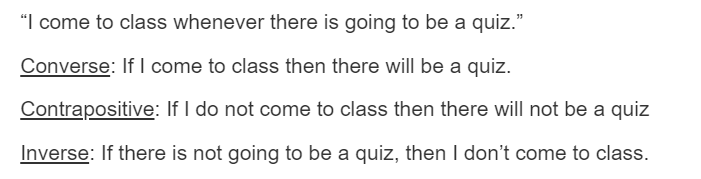 “I come to class whenever there is going to be a quiz.”
Converse: If I come to class then there will be a quiz.
Contrapositive: If I do not come to class then there will not be a quiz
Inverse: If there is not going to be a quiz, then I don’t come to class.